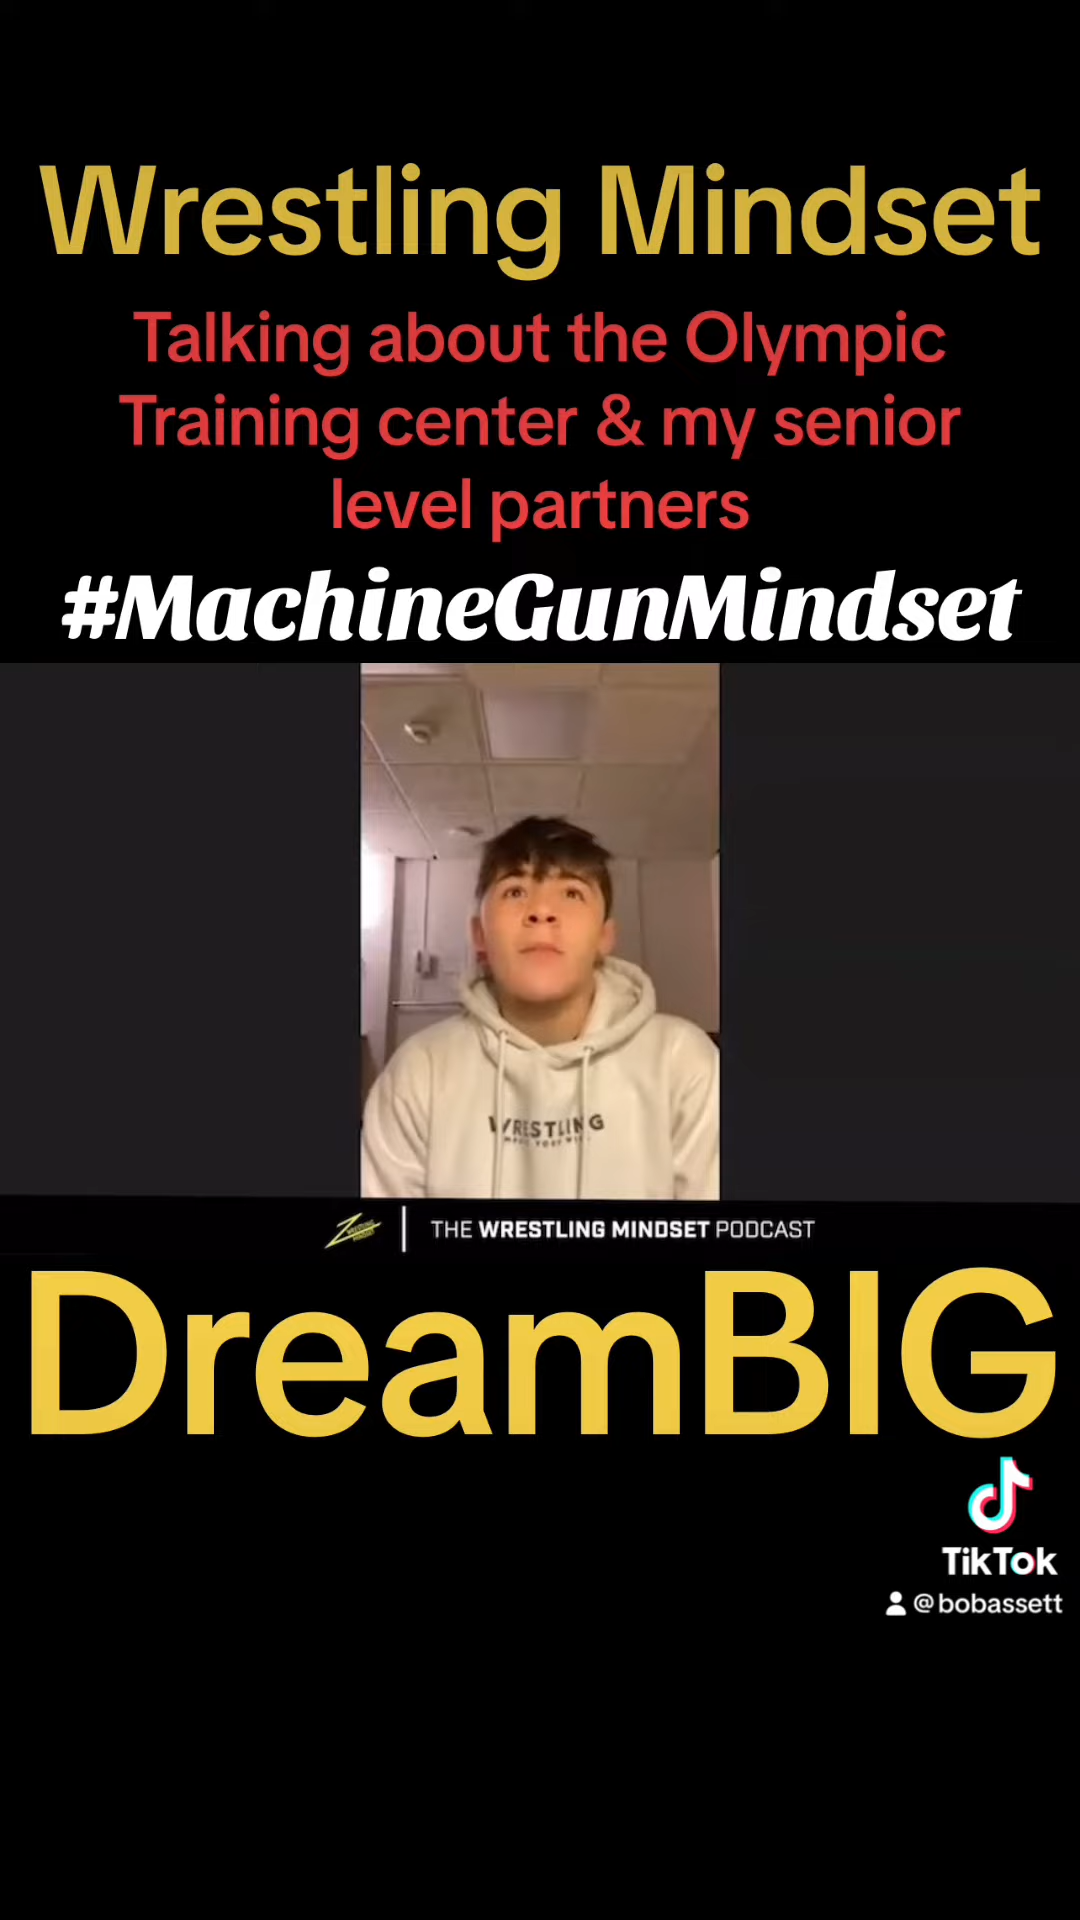 Wrestling Mindset
Talking about the Olympic
Training center & my senior
level partners
#MachineGunMindset
WRESTLING
THE WRESTLING MINDSET PODCAST
DreamBIG
TikTok
@bobassett